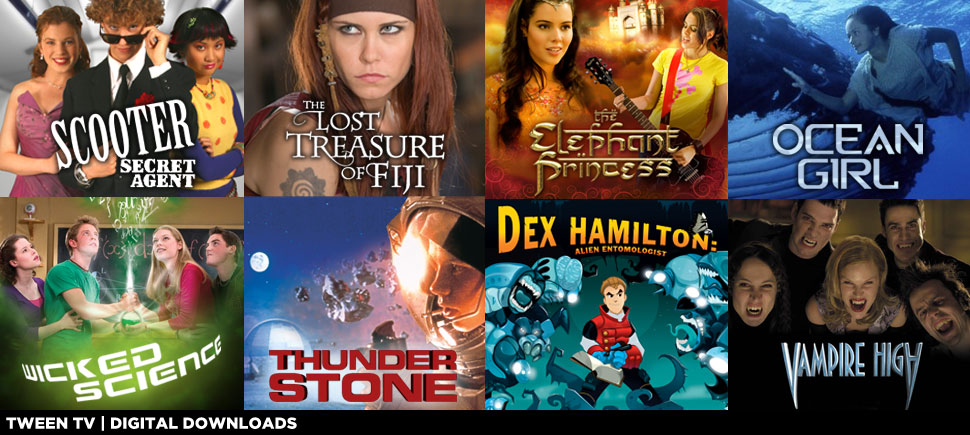 SCOOTER
SECRET
AGENT
THE
LOST
TREASURE
OF FIJI
the
Elephant
Princess
OCEAN
GIRL
WICKED
SCIENCE
THUNDER
STONE
DEX HAMILTON:
ALIEN ENTOMOLOGIST
VAMPIRE HIGH
TWEEN TV | DIGITAL DOWNLOADS